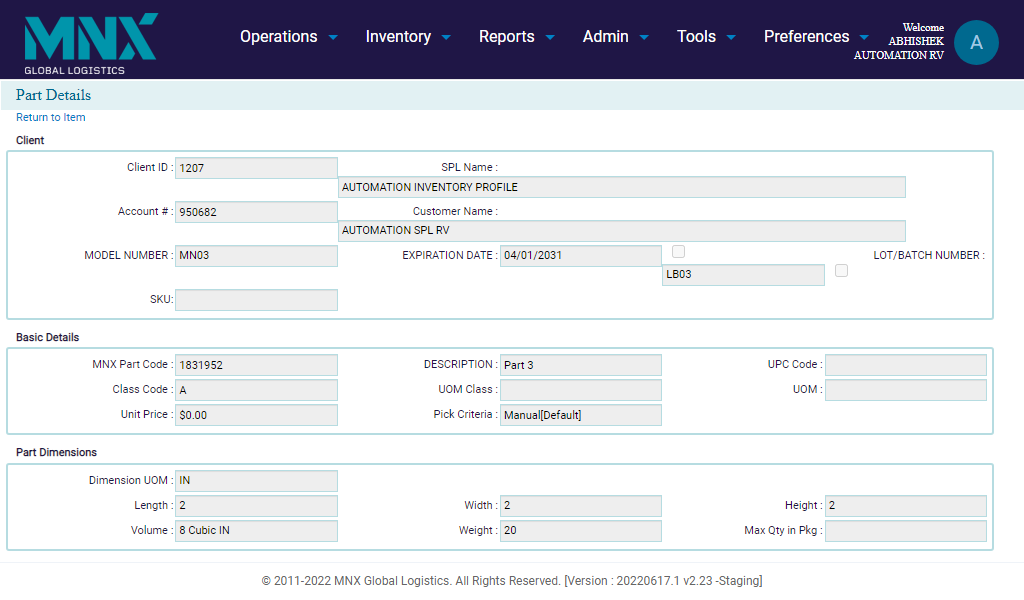 MNX
GLOBAL LOGISTICS
Operations Inventory Reports Admin Tools Preferences
Welcome
ABHISHEK
AUTOMATION RV
A
Part Details
Return to Item
Client
Client ID : 1207 SPL Name :
AUTOMATION INVENTORY PROFILE
Account # : 950682 Customer Name :
AUTOMATION SPL RV
MODEL NUMBER : MN03 EXPIRATION DATE : 04/01/2031 LOT/BATCH NUMBER :
LB03
SKU:
Basic Details
MNX Part Code : 1831952 DESCRIPTION : Part 3 UPC Code :
Class Code : A UOM Class : UOM :
Unit Price : $0.00 Pick Criteria : Manual[Default]
Part Dimensions
Dimension UOM : IN
Length : 2 Width : 2 Height : 2
Volume : 8 Cubic IN Weight : 20 Max Qty in Pkg :
© 2011-2022 MNX Global Logistics. All Rights Reserved. [Version : 20220617.1 v2.23 -Staging]